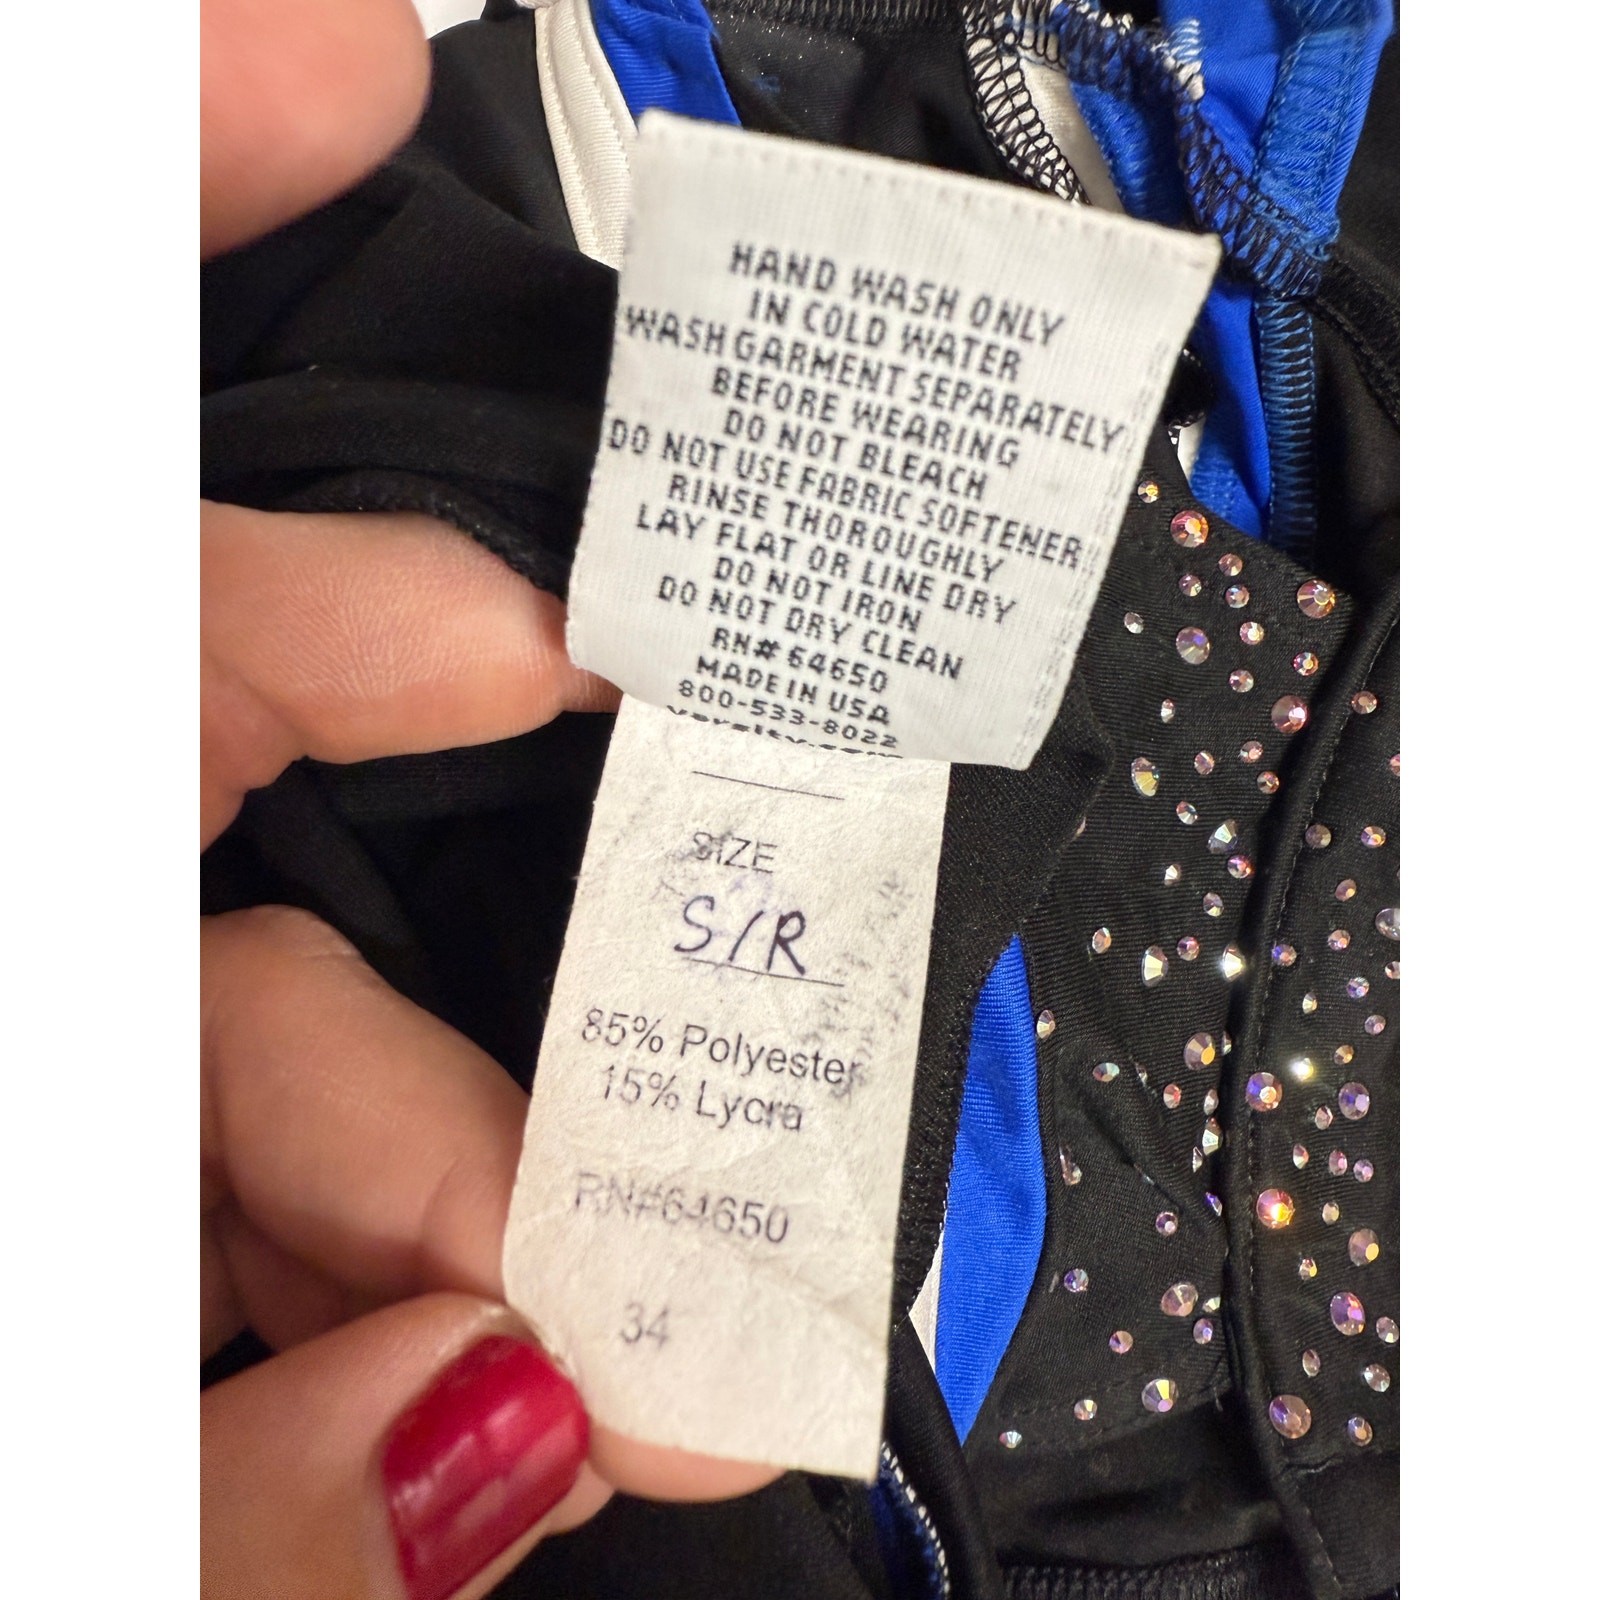 HAND WASH ONLY
IN COLD WATER
WASH GARMENT SEPARATELY
BEFORE WEARING
DO NOT BLEACH
DO NOT USE FABRIC SOFTENER
RINSE THOROUGHLY
LAY FLAT OR LINE DRY
DO NOT IRON
DO NOT DRY CLEAN
RN# 64650
MADE IN USA
800-533-8022
varsity.com
SIZE
S/R
85% Polyester
15% Lycra
RN#64650
34